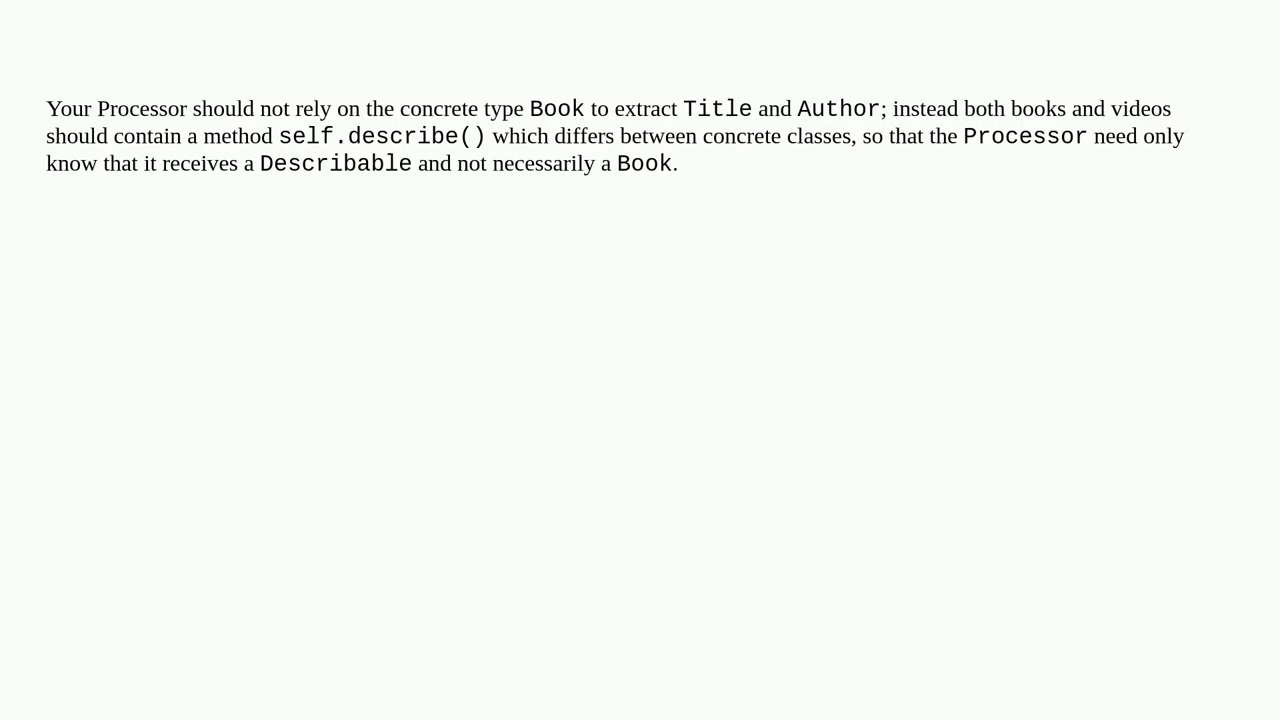 Your Processor should not rely on the concrete type Book to extract Title and Author; instead both books and videos
should contain a method self.describe() which differs between concrete classes, so that the Processor need only
know that it receives a Describable and not necessarily a Book.